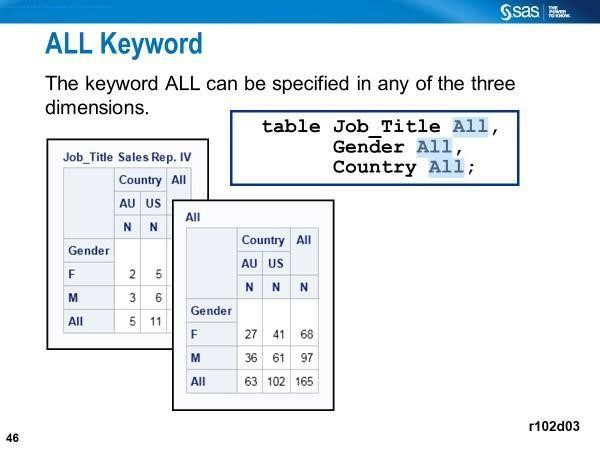 sas THE POWER TO KNOW.
ALL Keyword
The keyword ALL can be specified in any of the three
dimensions.
table Job_Title All,
Gender All,
Country All;
Job_Title Sales Rep. IV
Country All
AU US
N N
Gender
F 2 5
M 3 6
All 5 11
All
Country All
AU US
N N N
Gender
F 27 41 68
M 36 61 97
All 63 102 165
46
r102d03